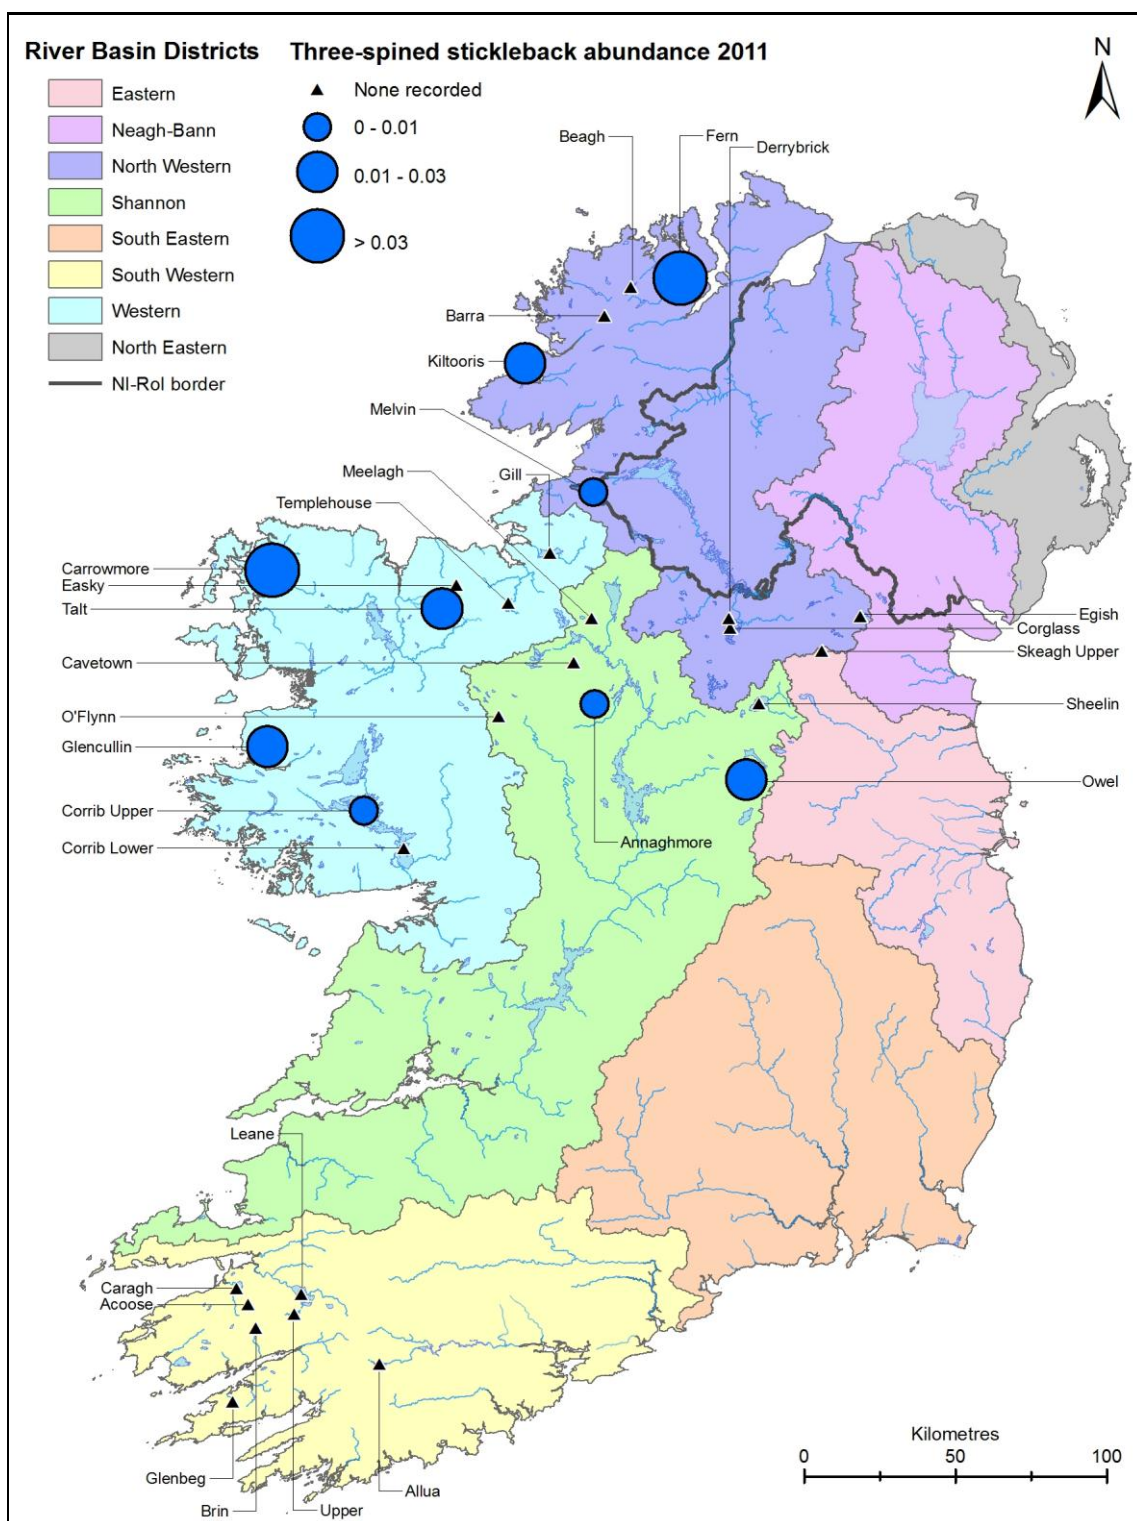 River Basin Districts
Eastern
Neagh-Bann
North Western
Shannon
South Eastern
South Western
Western
North Eastern
NI-RoI border
Three-spined stickleback abundance 2011
None recorded
0 - 0.01
0.01 - 0.03
> 0.03
N
Beagh
Fern
Derrybrick
Barra
Kiltooris
Melvin
Meelagh
Gill
Templehouse
Carrowmore
Easky
Talt
Egish
Corglass
Skeagh Upper
Cavetown
Sheelin
O'Flynn
Glencullin
Owel
Corrib Upper
Annaghmore
Corrib Lower
Leane
Caragh
Acoose
Glenbeg
Brin
Upper
Allua
Kilometres
0 50 100